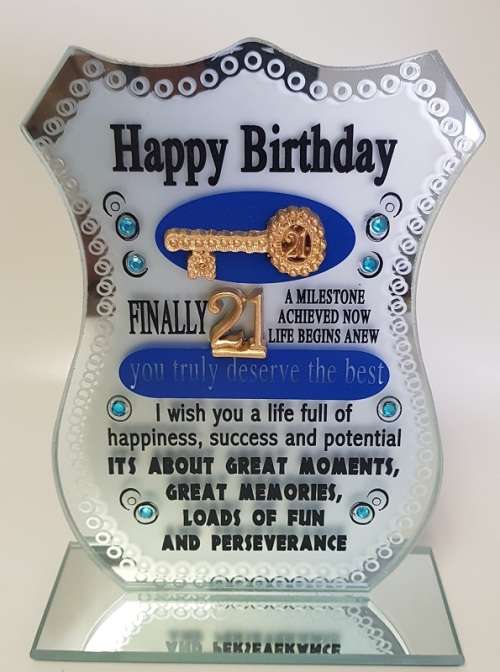 Happy Birthday
21
FINALLY 21
A MILESTONE
ACHIEVED NOW
LIFE BEGINS ANEW
you truly deserve the best
I wish you a life full of
happiness, success and potential
ITS ABOUT GREAT MOMENTS,
GREAT MEMORIES,
LOADS OF FUN
AND PERSEVERANCE